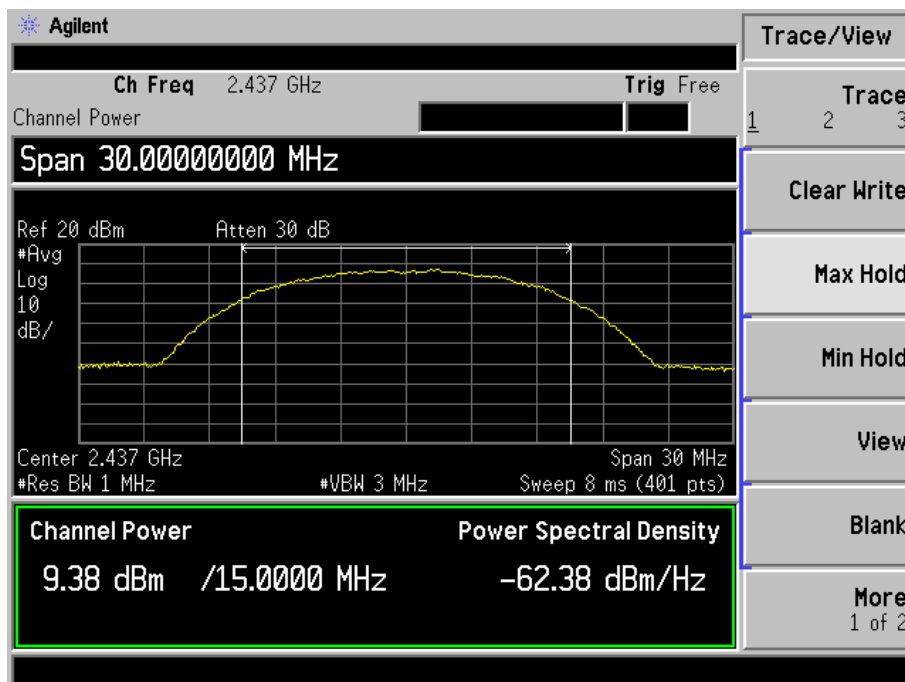 Agilent
Ch Freq 2.437 GHz Trig Free
Channel Power
Span 30.00000000 MHz
Ref 20 dBm Atten 30 dB
#Avg
Log
10
dB/
Center 2.437 GHz Span 30 MHz
#Res BW 1 MHz #VBW 3 MHz Sweep 8 ms (401 pts)
Channel Power Power Spectral Density
9.38 dBm /15.0000 MHz -62.38 dBm/Hz
Trace/View
Trace
1 2 3
Clear Write
Max Hold
Min Hold
View
Blank
More
1 of 2